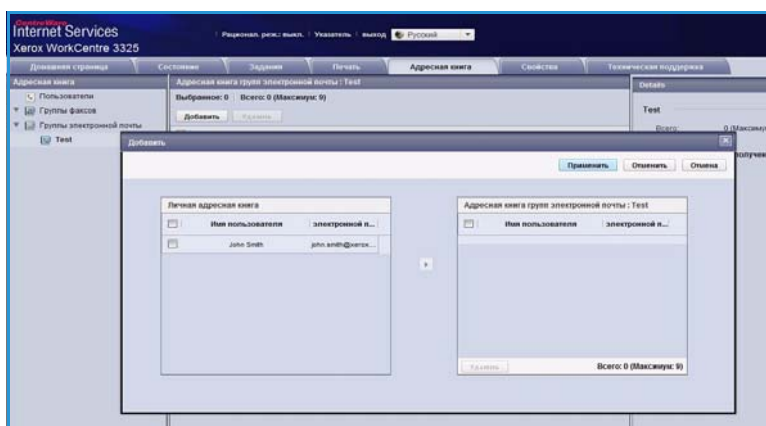 CentreWare
Internet Services
Xerox WorkCentre 3325
Рационал. реж.: выкл. Указатель выход Русский
Домашняя страница Состояние Задания Печать Адресная книга Свойства Техническая поддержка
Адресная книга
Пользователи
Группы факсов
Группы электронной почты
Test
Адресная книга групп электронной почты : Test
Выбранное: 0 Всего: 0 (Максимум: 9)
Добавить Удалить
Details
Test
Всего: 0 (Максиму
Добавить
Применить Отменить Отмена
Личная адресная книга
Имя пользователя электронной п...
John Smith john.smith@xerox....
Адресная книга групп электронной почты : Test
Имя пользователя электронной п...
Удалить Всего: 0 (Максимум: 9)